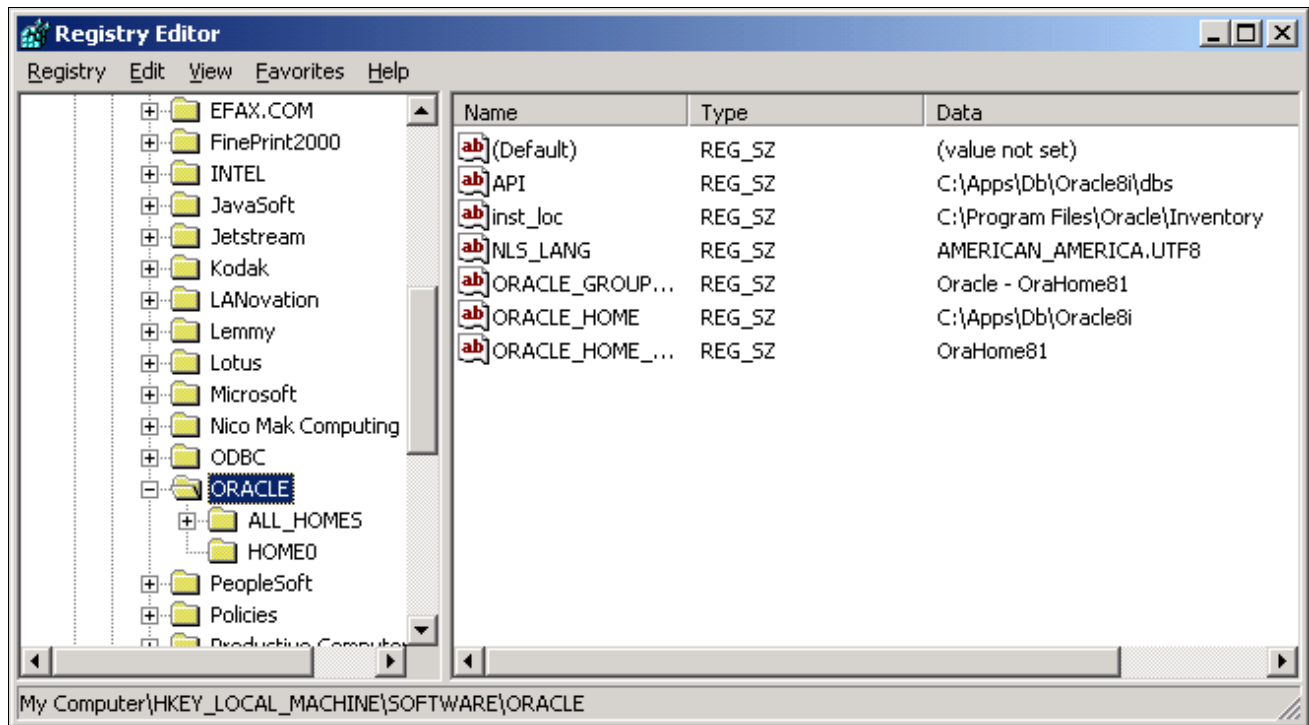 Registry Editor
Registry Edit View Favorites Help
EFAX.COM
FinePrint2000
INTEL
JavaSoft
Jetstream
Kodak
LANovation
Lemmy
Lotus
Microsoft
Nico Mak Computing
ODBC
ORACLE
ALL_HOMES
HOME0
PeopleSoft
Policies
Productive Computer
Name Type Data
(Default) REG_SZ (value not set)
API REG_SZ C:\Apps\Db\Oracle8i\dbs
inst_loc REG_SZ C:\Program Files\Oracle\Inventory
NLS_LANG REG_SZ AMERICAN_AMERICA.UTF8
ORACLE_GROUP... REG_SZ Oracle - OraHome81
ORACLE_HOME REG_SZ C:\Apps\Db\Oracle8i
ORACLE_HOME_... REG_SZ OraHome81
My Computer\HKEY_LOCAL_MACHINE\SOFTWARE\ORACLE